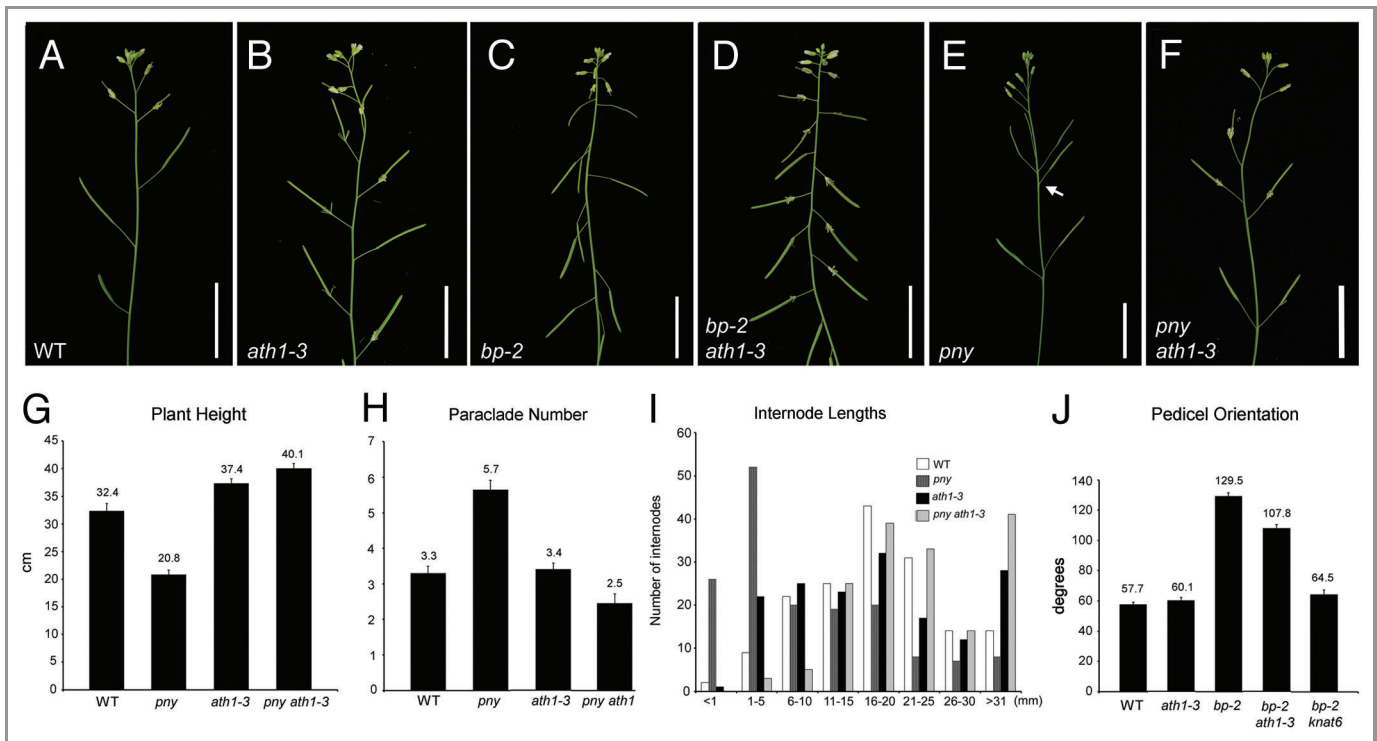 A
B
C
D
E
F
WT
ath1-3
bp-2
bp-2
ath1-3
pny
pny
ath1-3
G
Plant Height
cm
45
40
35
30
25
20
15
10
5
0
32.4
20.8
37.4
40.1
WT
pny
ath1-3
pny ath1-3
H
Paraclade Number
7
6
5
4
3
2
1
0
3.3
5.7
3.4
2.5
WT
pny
ath1-3
pny ath1
I
Internode Lengths
Number of internodes
60
50
40
30
20
10
0
WT
pny
ath1-3
pny ath1-3
<1
1-5
6-10
11-15
16-20
21-25
26-30
>31
(mm)
J
Pedicel Orientation
degrees
140
120
100
80
60
40
20
0
57.7
60.1
129.5
107.8
64.5
WT
ath1-3
bp-2
bp-2
ath1-3
bp-2
knat6